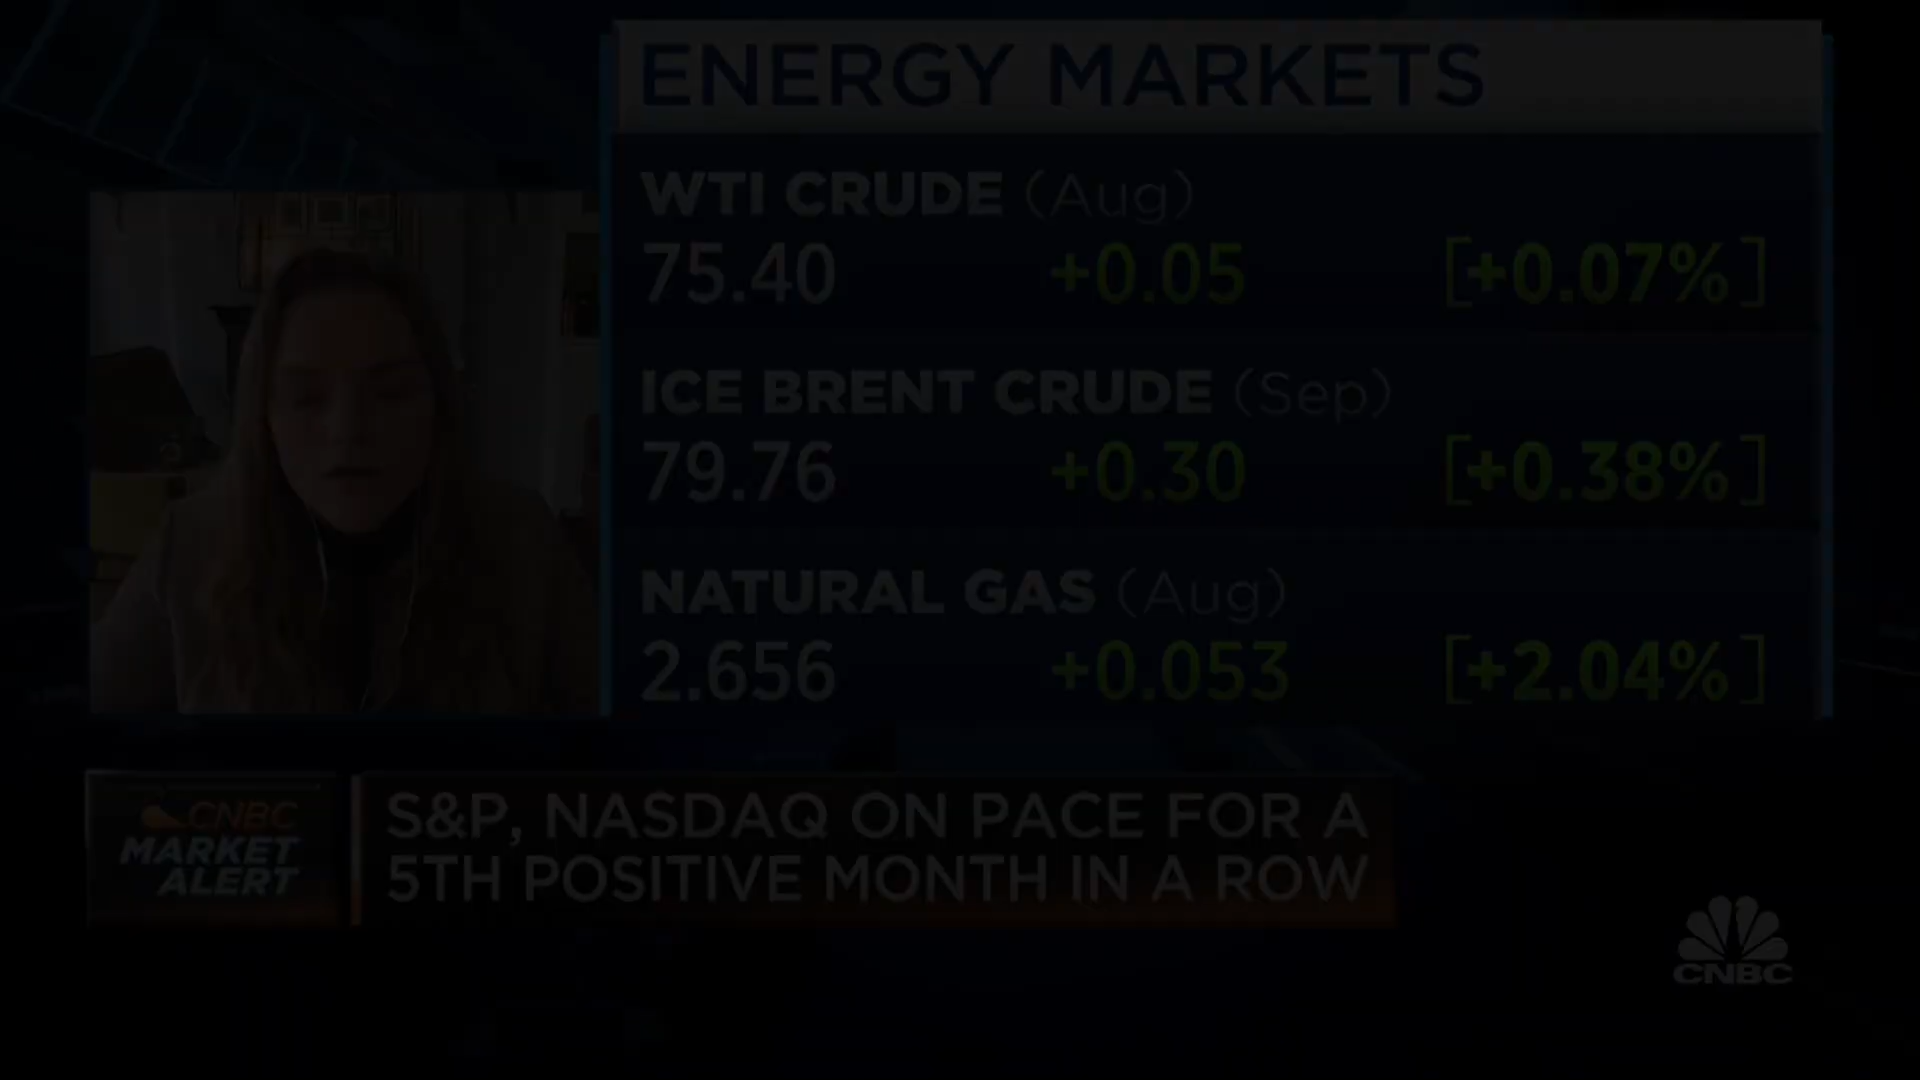 ENERGY MARKETS
WTI CRUDE (Aug)
75.40 +0.05 [+0.07%]
ICE BRENT CRUDE (Sep)
79.76 +0.30 [+0.38%]
NATURAL GAS (Aug)
2.656 +0.053 [+2.04%]
CNBC
MARKET
ALERT
S&P, NASDAQ ON PACE FOR A
5TH POSITIVE MONTH IN A ROW
CNBC